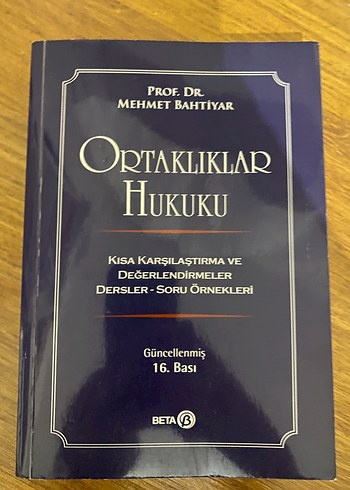 PROF. DR.
MEHMET BAHTİYAR
ORTAKLIKLAR
HUKUKU
KISA KARŞILAŞTIRMA VE
DEĞERLENDİRMELER
DERSLER - SORU ÖRNEKLERİ
Güncellenmiş
16. Bası
BETA β